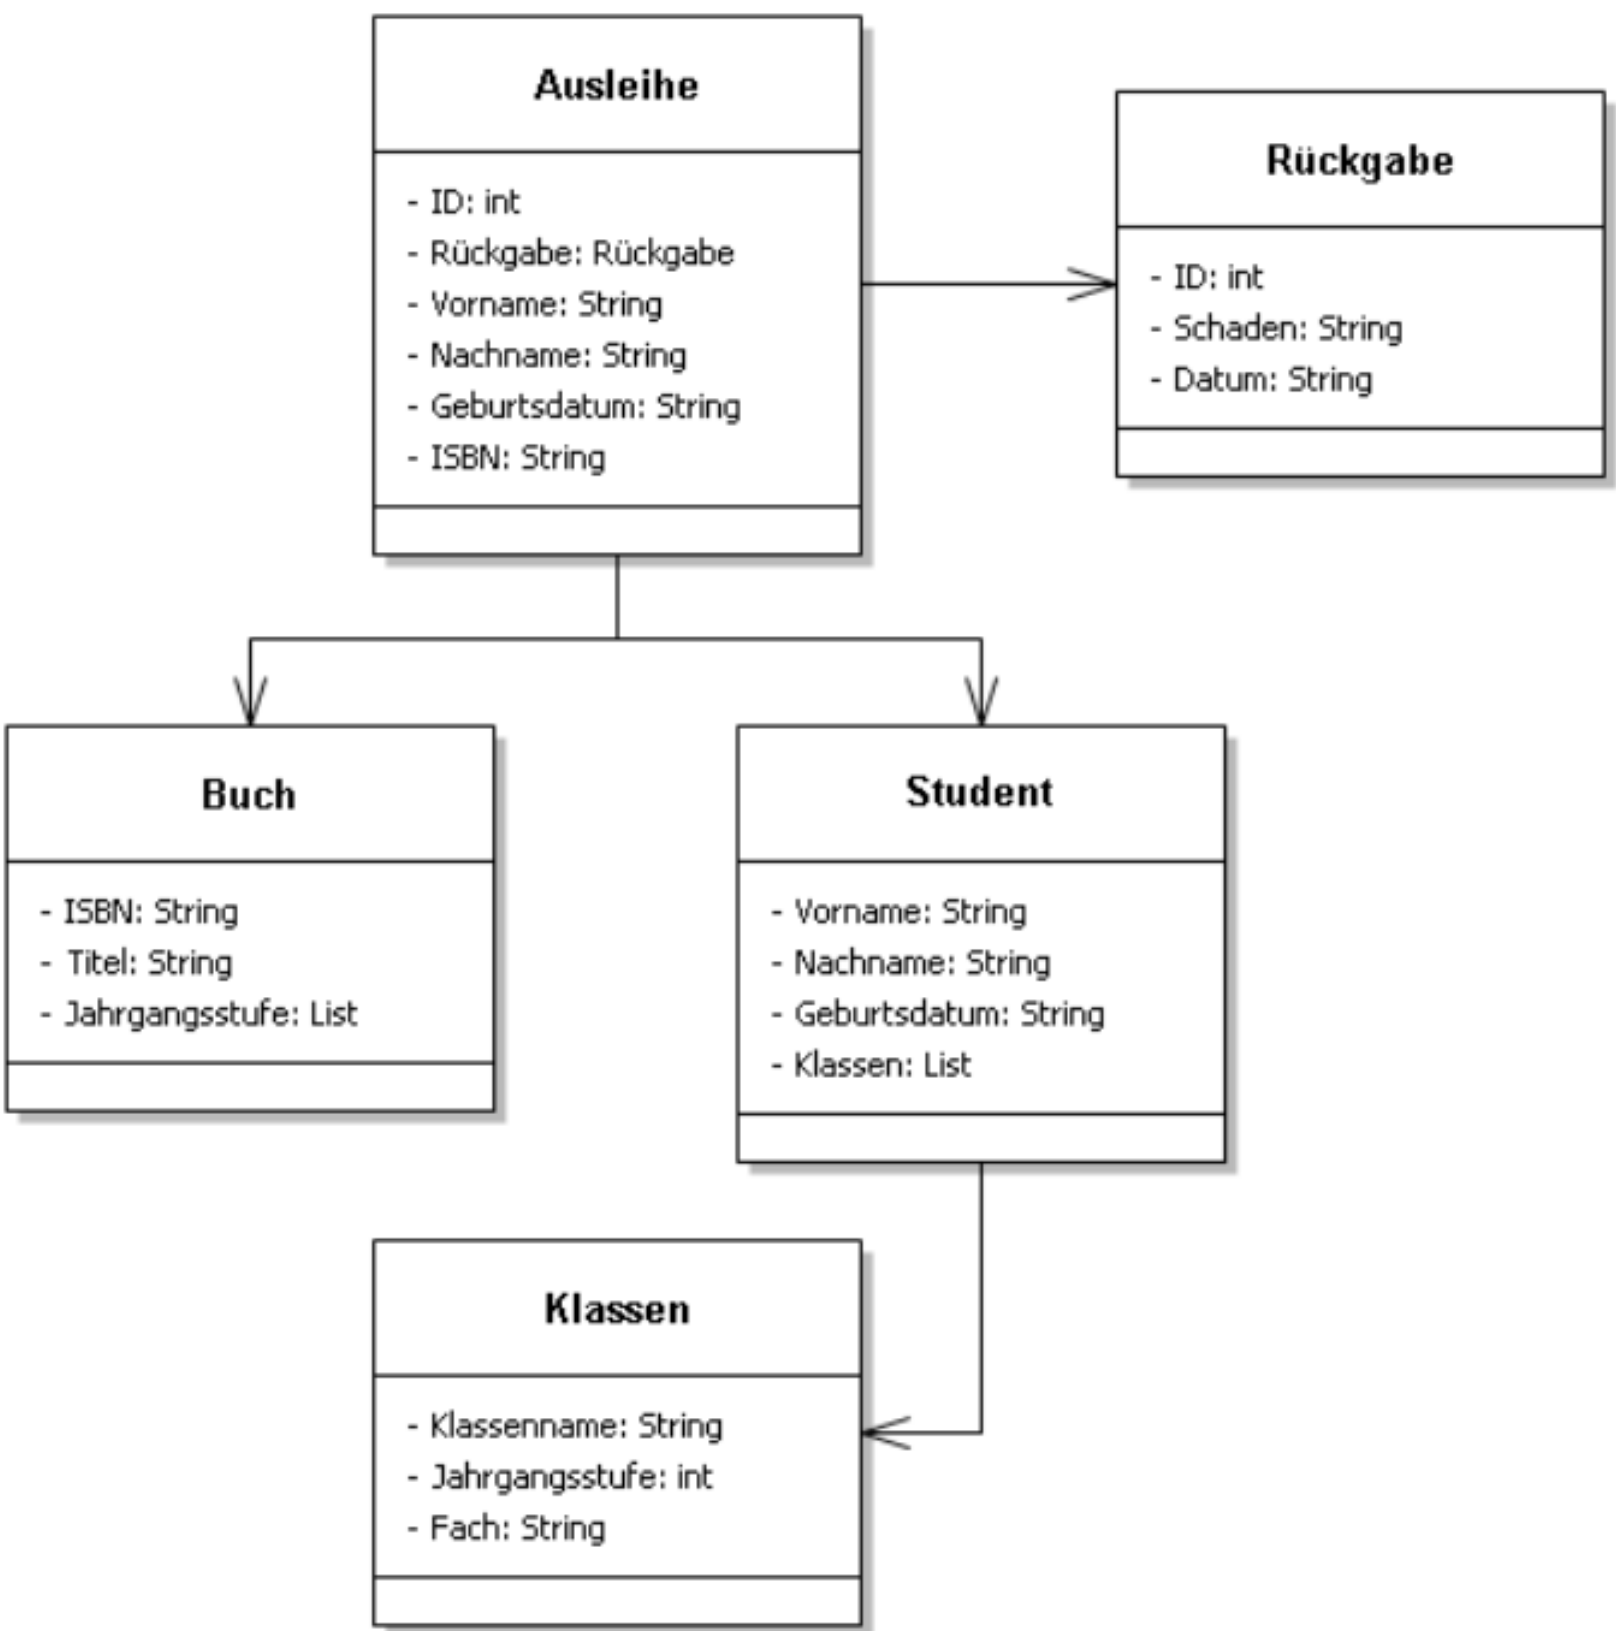 Ausleihe
- ID: int
- Rückgabe: Rückgabe
- Vorname: String
- Nachname: String
- Geburtsdatum: String
- ISBN: String
Rückgabe
- ID: int
- Schaden: String
- Datum: String
Buch
- ISBN: String
- Titel: String
- Jahrgangsstufe: List
Student
- Vorname: String
- Nachname: String
- Geburtsdatum: String
- Klassen: List
Klassen
- Klassenname: String
- Jahrgangsstufe: int
- Fach: String